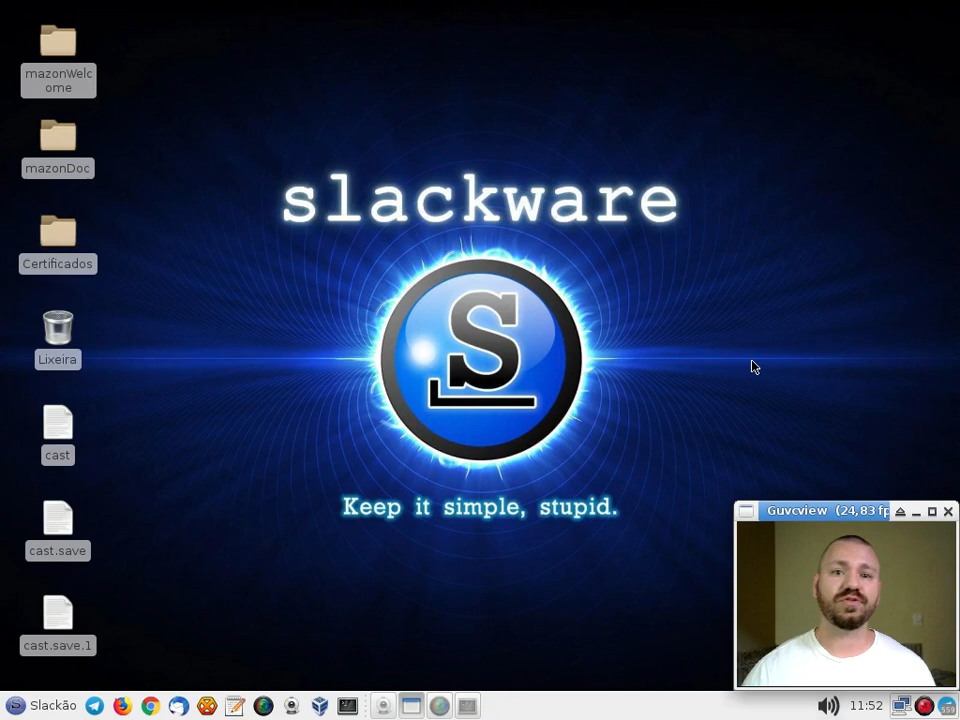 mazonWelc
ome
mazonDoc
Certificados
Lixeira
cast
cast.save
cast.save.1
slackware
S
Keep it simple, stupid.
Guvcview (24,83 fp
Slackão
11:52
559